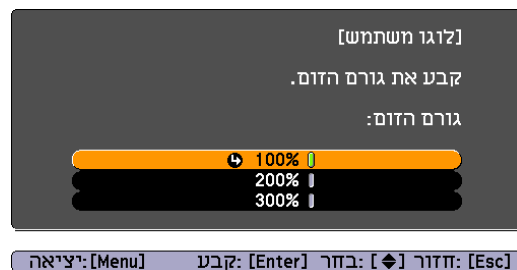 [לוגו משתמש]
קבע את גורם הזום.
גורם הזום:
100%
200%
300%
[Esc] :חזור [◆] :בחר [Enter] :קבע [Menu] :יציאה